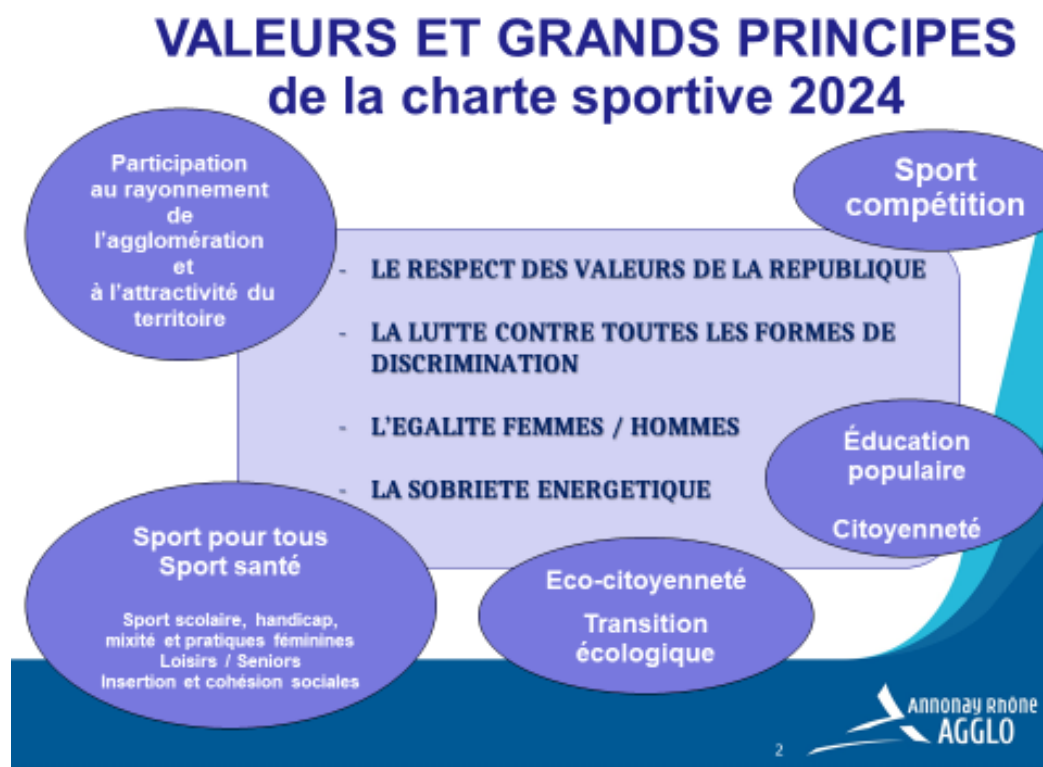 VALEURS ET GRANDS PRINCIPES
de la charte sportive 2024
Participation
au rayonnement
de
l'agglomération
et
à l'attractivité du
territoire
Sport
compétition
- LE RESPECT DES VALEURS DE LA REPUBLIQUE
- LA LUTTE CONTRE TOUTES LES FORMES DE
DISCRIMINATION
- L'EGALITE FEMMES / HOMMES
- LA SOBRIETE ENERGETIQUE
Éducation
populaire
Citoyenneté
Sport pour tous
Sport santé
Sport scolaire, handicap,
mixité et pratiques féminines
Loisirs / Seniors
Insertion et cohésion sociales
Eco-citoyenneté
Transition
écologique
2
Annonay Rhône
AGGLO